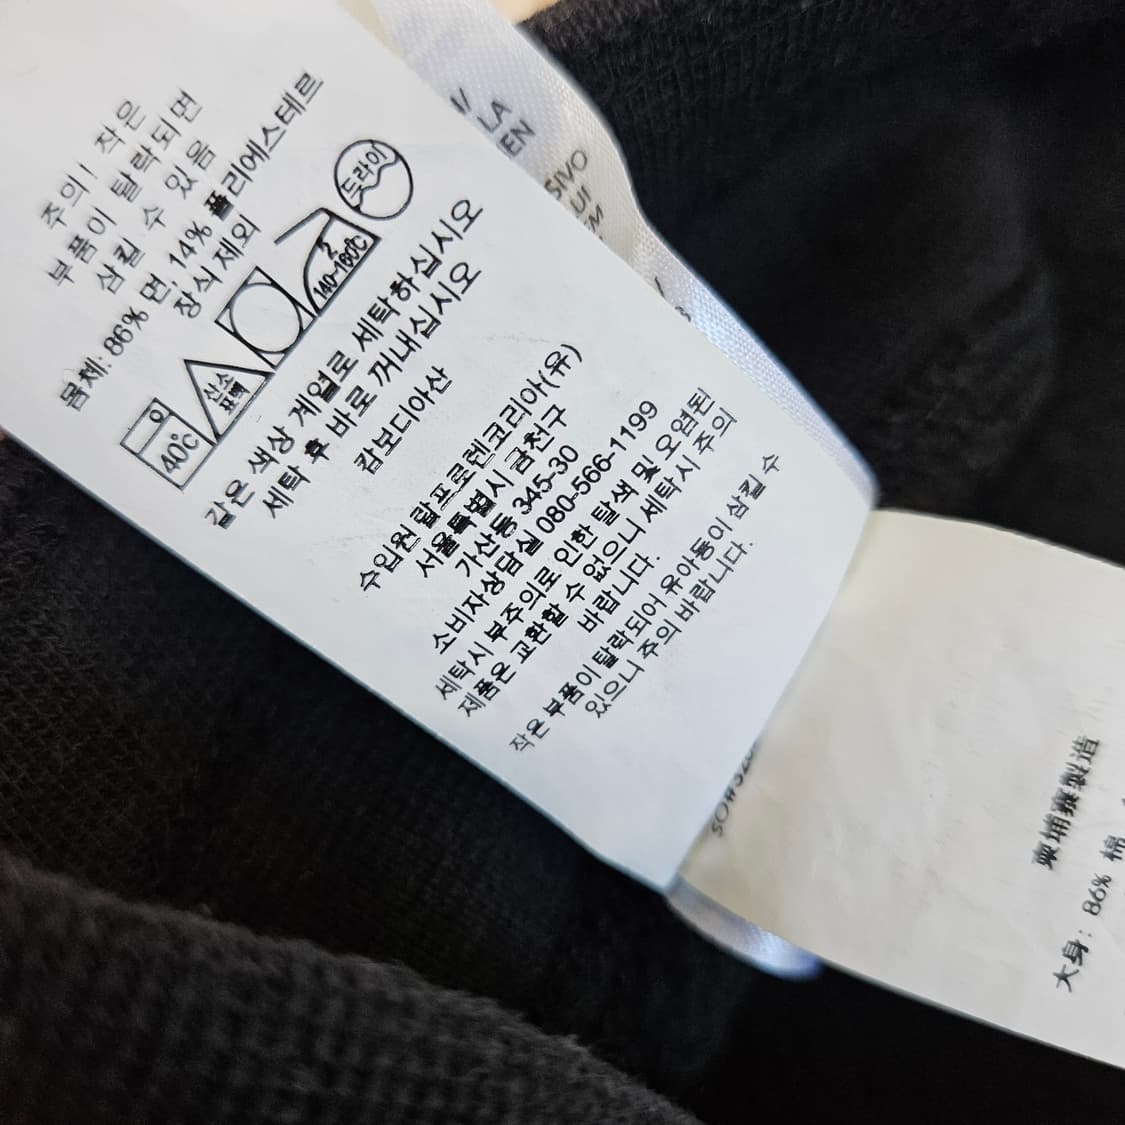 주의! 작은
부품이 탈락되면
삼킬 수 있음
몸체: 86% 면, 14% 폴리에스테르
장식 제외
40℃
산소
표백
2
140~160℃
드라이
같은 색상 계열로 세탁하십시오
세탁 후 바로 꺼내십시오
캄보디아산
수입원 랄프로렌코리아(유)
서울특별시 금천구
가산동 345-30
소비자상담실 080-566-1199
세탁시 부주의로 인한 탈색 및 오염된
제품은 교환할 수 없으니 세탁시 주의
바랍니다.
작은 부품이 탈락되어 유아동이 삼킬 수
있으니 주의 바랍니다.
LA
EN
SIVO
柬埔寨製造
大身: 86% 棉